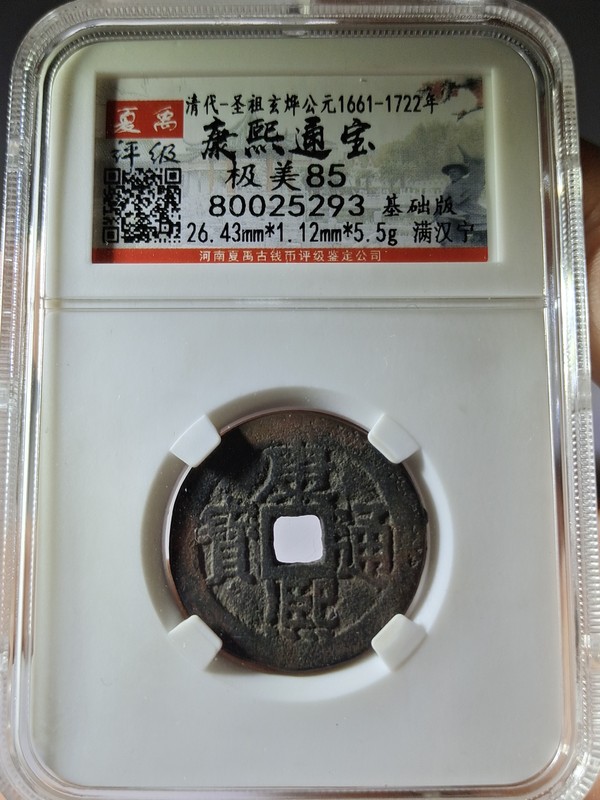 清代-圣祖玄烨公元1661-1722年
夏禹
评级
康熙通宝
极美85
80025293 基础版
26.43mm*1.12mm*5.5g 满汉宁
河南夏禹古钱币评级鉴定公司
康熙通寶